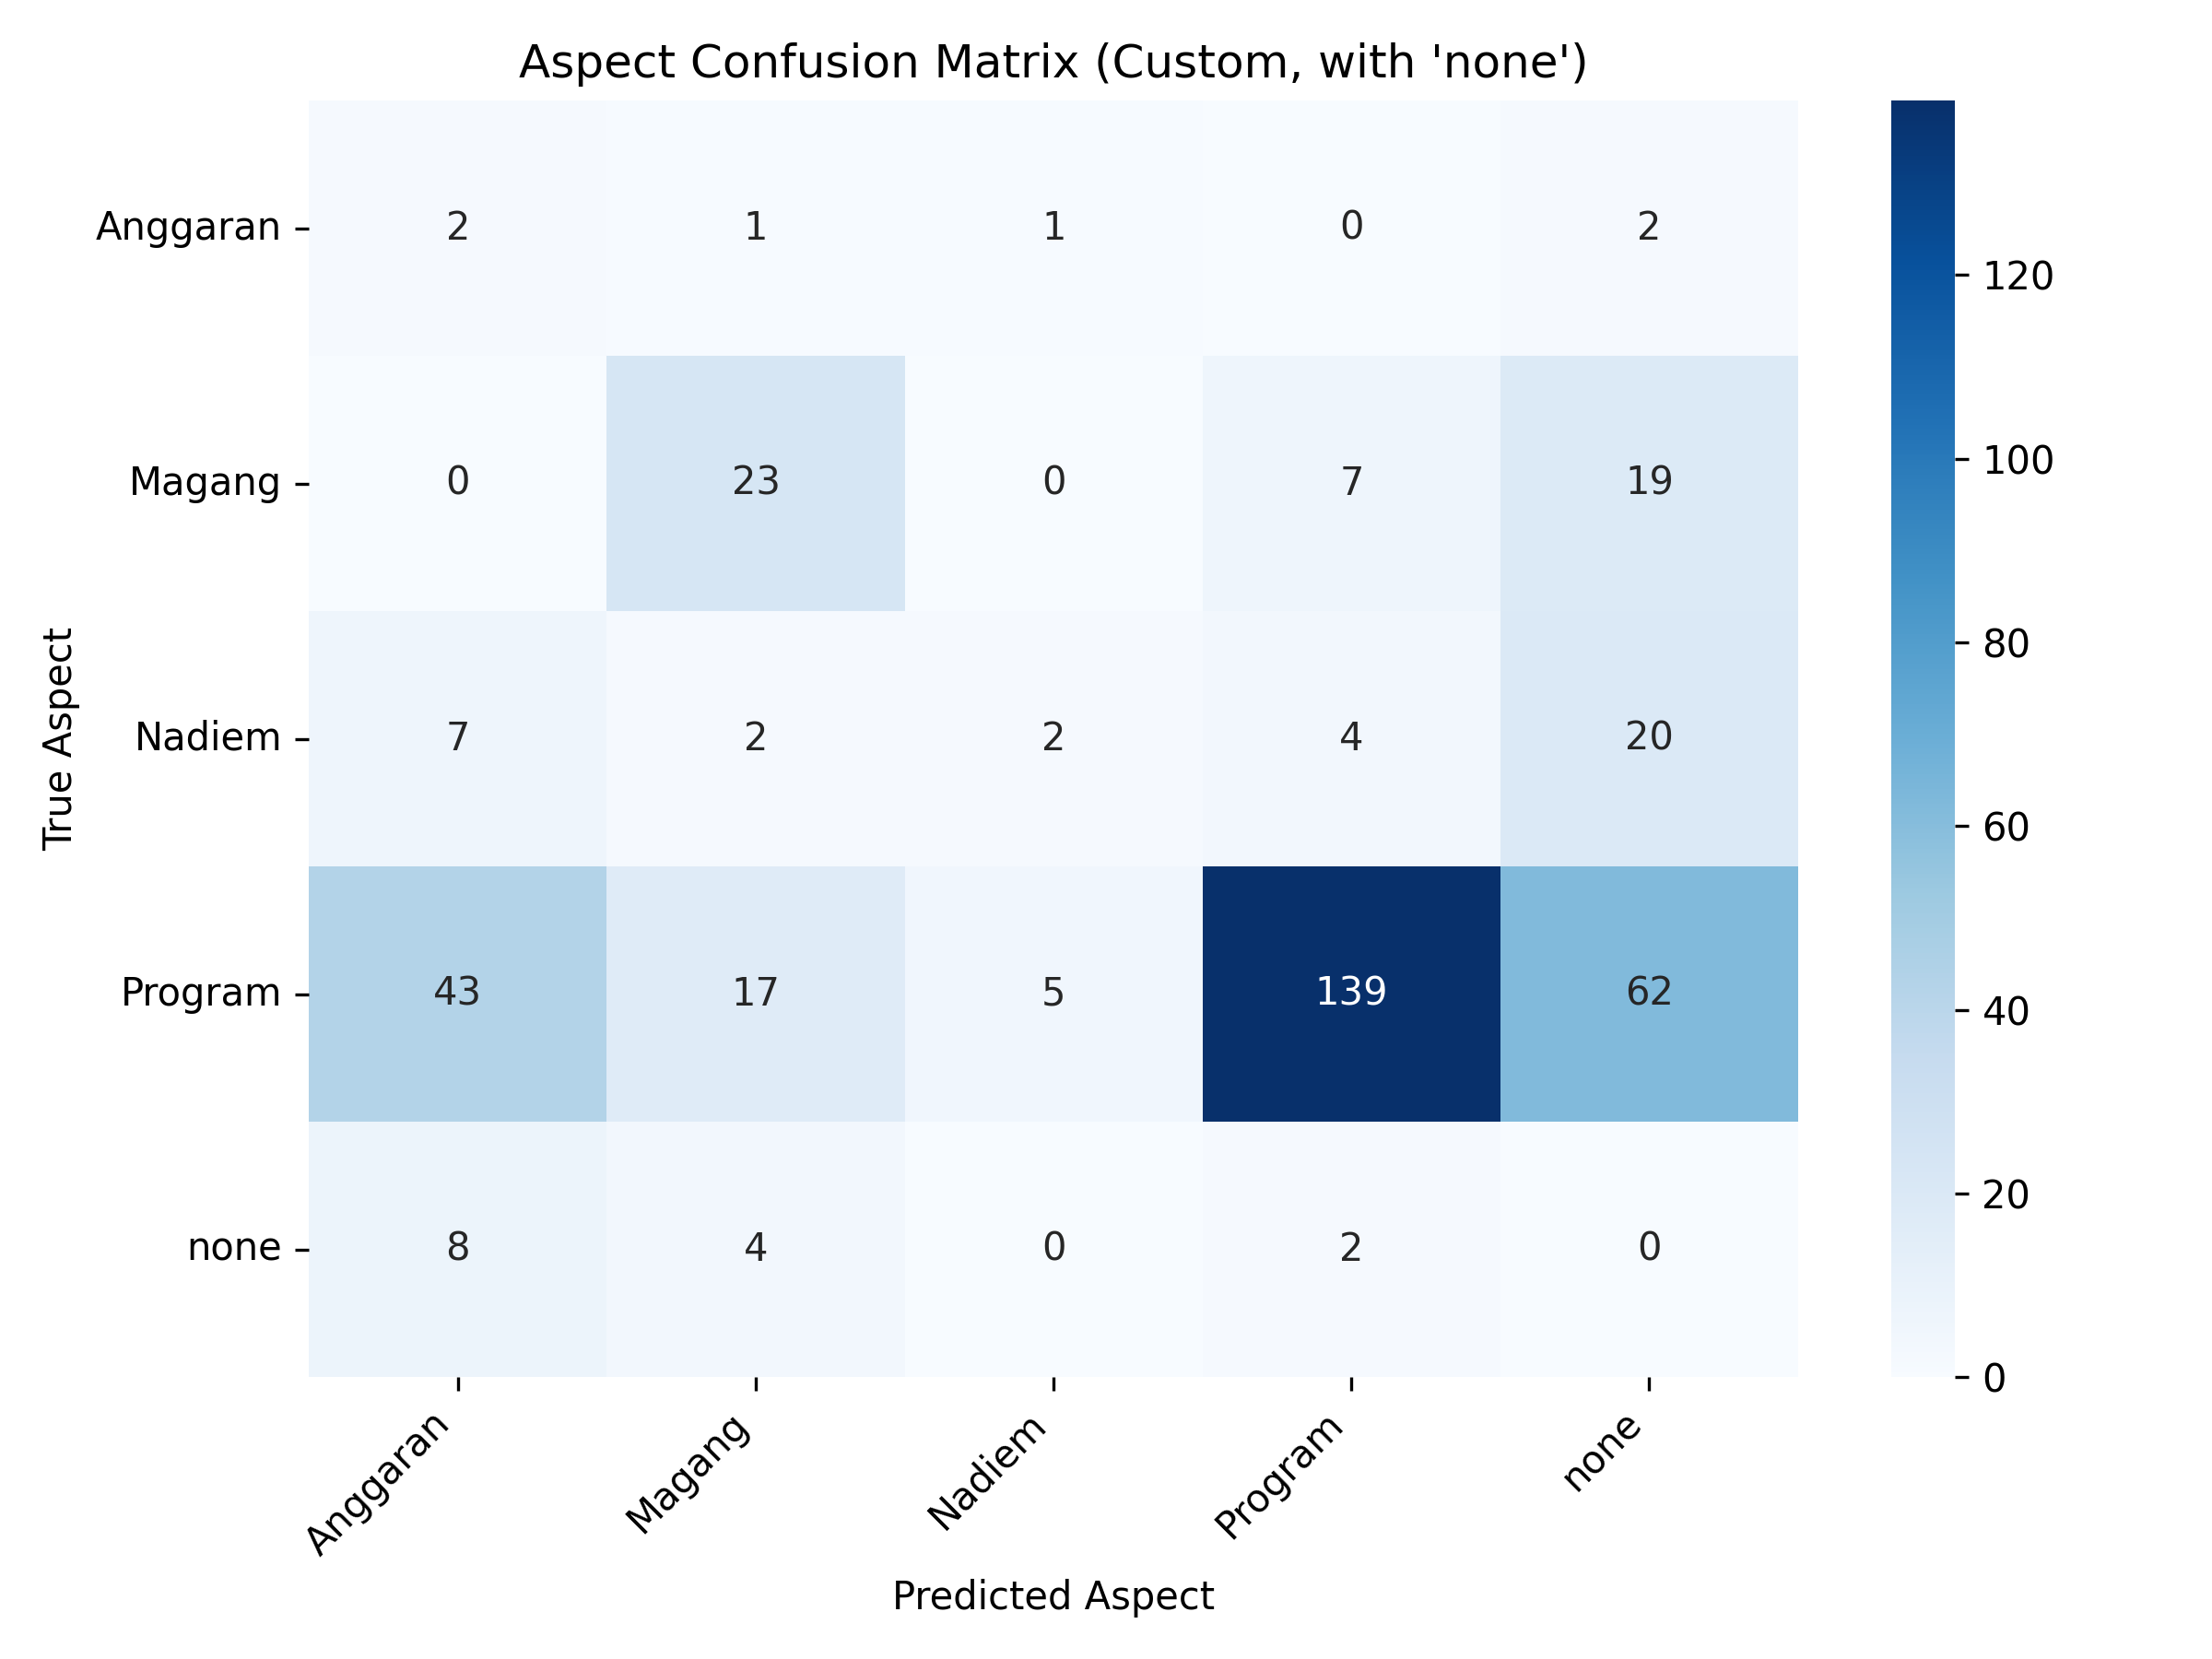 Aspect Confusion Matrix (Custom, with 'none')
True Aspect
Anggaran 2 1 1 0 2
Magang 0 23 0 7 19
Nadiem 7 2 2 4 20
Program 43 17 5 139 62
none 8 4 0 2 0
Anggaran Magang Nadiem Program none
Predicted Aspect
120
100
80
60
40
20
0